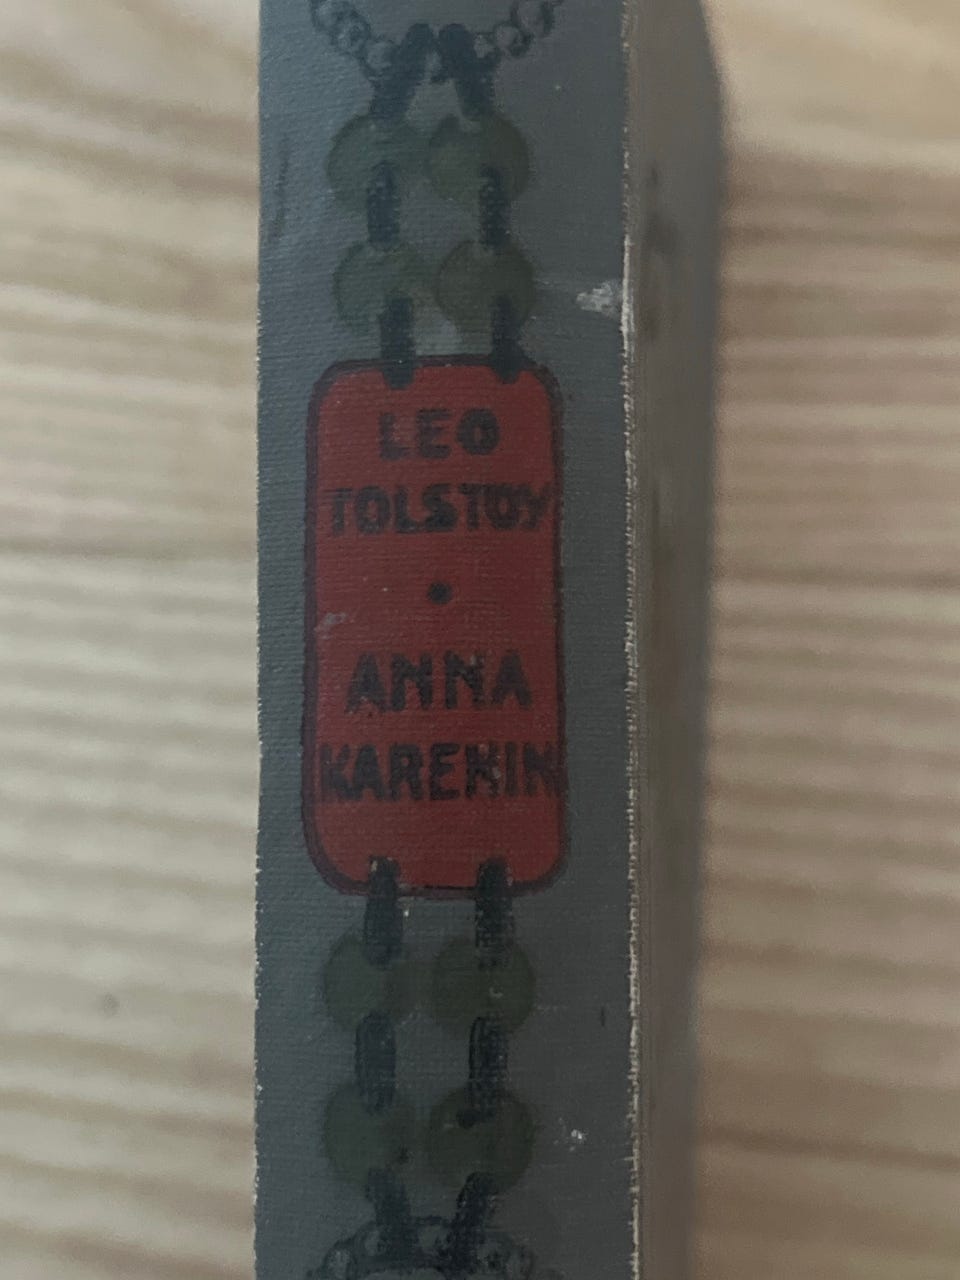 LEO
TOLSTOY
•
ANNA
KARENIN